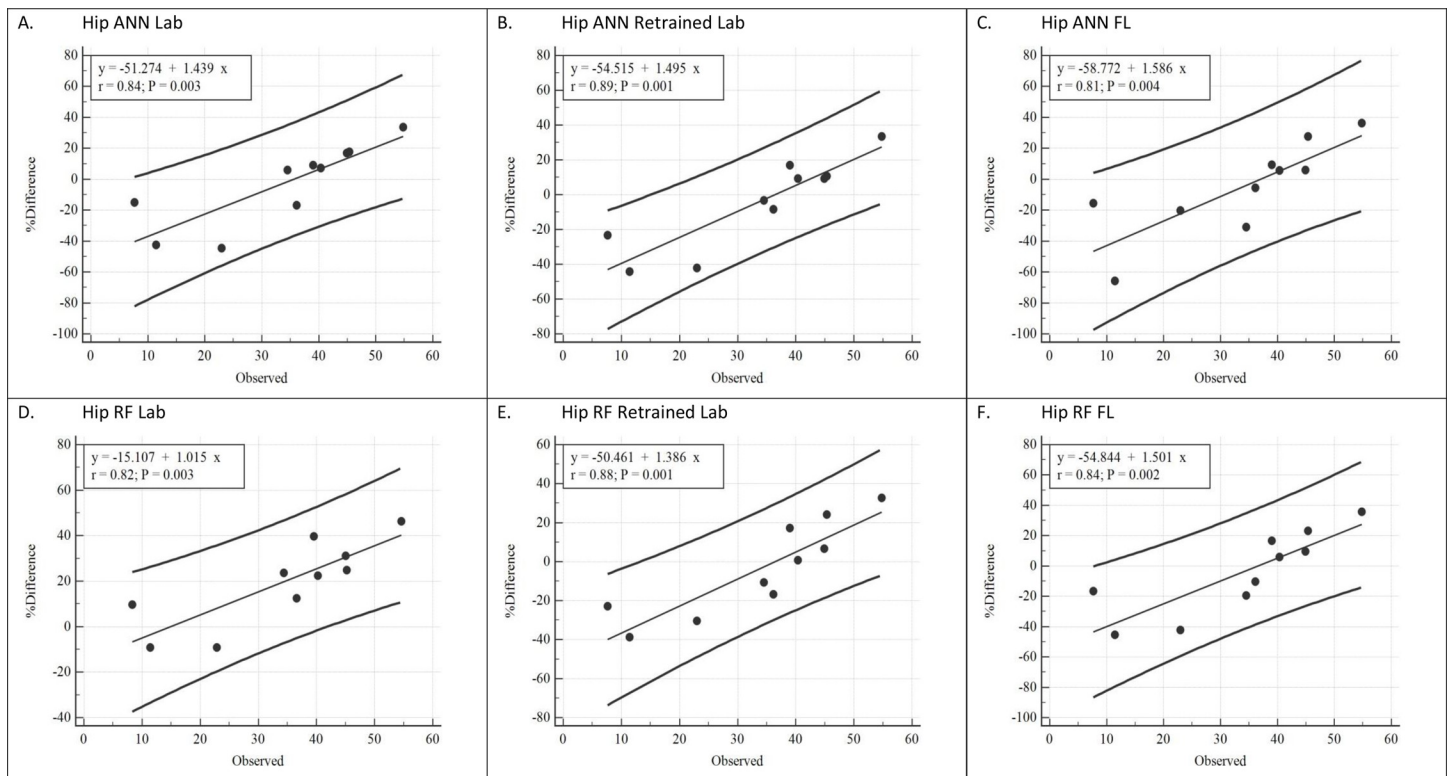 A. Hip ANN Lab
80
60
40
20
0
-20
-40
-60
-80
-100
%Difference
y = -51.274 + 1.439 x
r = 0.84; P = 0.003
0 10 20 30 40 50 60
Observed
B. Hip ANN Retrained Lab
80
60
40
20
0
-20
-40
-60
-80
%Difference
y = -54.515 + 1.495 x
r = 0.89; P = 0.001
0 10 20 30 40 50 60
Observed
C. Hip ANN FL
80
60
40
20
0
-20
-40
-60
-80
-100
%Difference
y = -58.772 + 1.586 x
r = 0.81; P = 0.004
0 10 20 30 40 50 60
Observed
D. Hip RF Lab
80
60
40
20
0
-20
-40
%Difference
y = -15.107 + 1.015 x
r = 0.82; P = 0.003
0 10 20 30 40 50 60
Observed
E. Hip RF Retrained Lab
60
40
20
0
-20
-40
-60
-80
%Difference
y = -50.461 + 1.386 x
r = 0.88; P = 0.001
0 10 20 30 40 50 60
Observed
F. Hip RF FL
80
60
40
20
0
-20
-40
-60
-80
-100
%Difference
y = -54.844 + 1.501 x
r = 0.84; P = 0.002
0 10 20 30 40 50 60
Observed